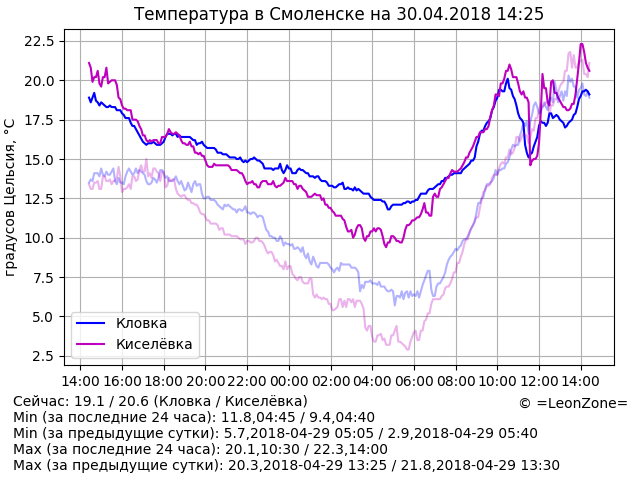 Температура в Смоленске на 30.04.2018 14:25
градусов Цельсия, °C
22.5
20.0
17.5
15.0
12.5
10.0
7.5
5.0
2.5
Кловка
Киселёвка
14:00 16:00 18:00 20:00 22:00 00:00 02:00 04:00 06:00 08:00 10:00 12:00 14:00
Сейчас: 19.1 / 20.6 (Кловка / Киселёвка)
© =LeonZone=
Min (за последние 24 часа): 11.8,04:45 / 9.4,04:40
Min (за предыдущие сутки): 5.7,2018-04-29 05:05 / 2.9,2018-04-29 05:40
Max (за последние 24 часа): 20.1,10:30 / 22.3,14:00
Max (за предыдущие сутки): 20.3,2018-04-29 13:25 / 21.8,2018-04-29 13:30